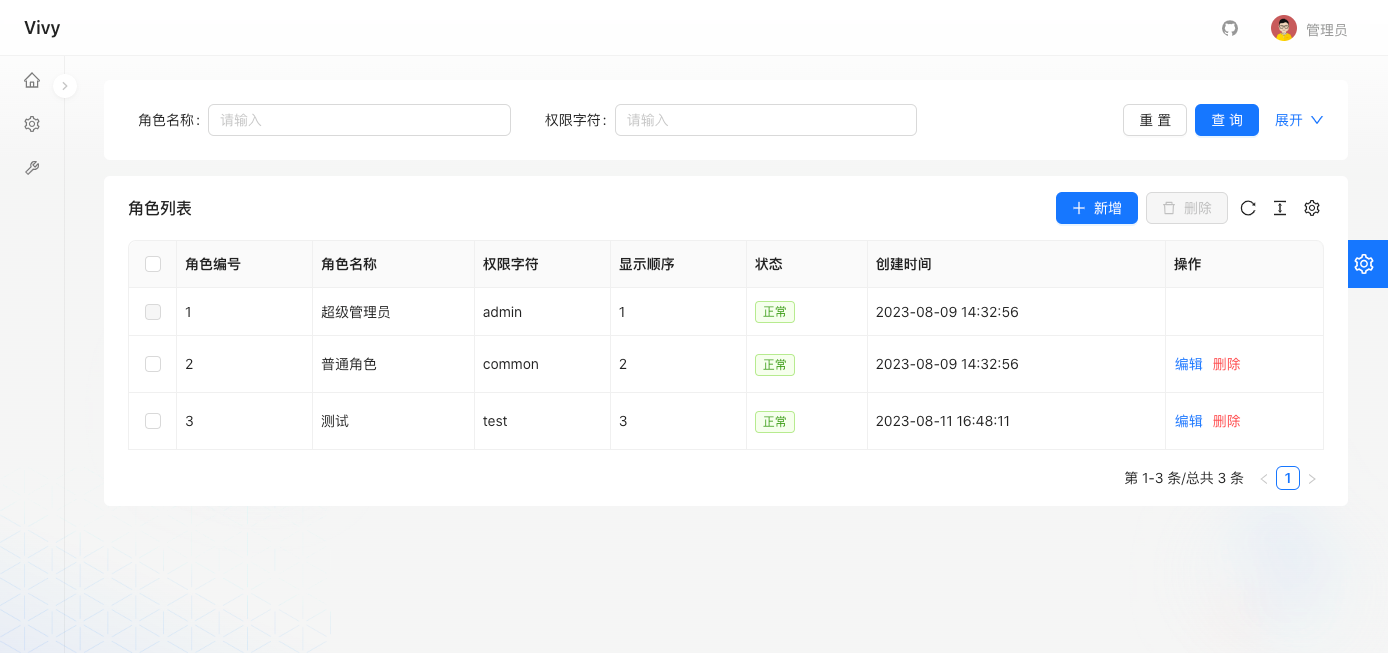 Vivy
管理员
角色名称: 请输入 权限字符: 请输入 重 置 查 询 展开
角色列表 新增 删除
角色编号 角色名称 权限字符 显示顺序 状态 创建时间 操作
1 超级管理员 admin 1 正常 2023-08-09 14:32:56
2 普通角色 common 2 正常 2023-08-09 14:32:56 编辑 删除
3 测试 test 3 正常 2023-08-11 16:48:11 编辑 删除
第 1-3 条/总共 3 条 < 1 >